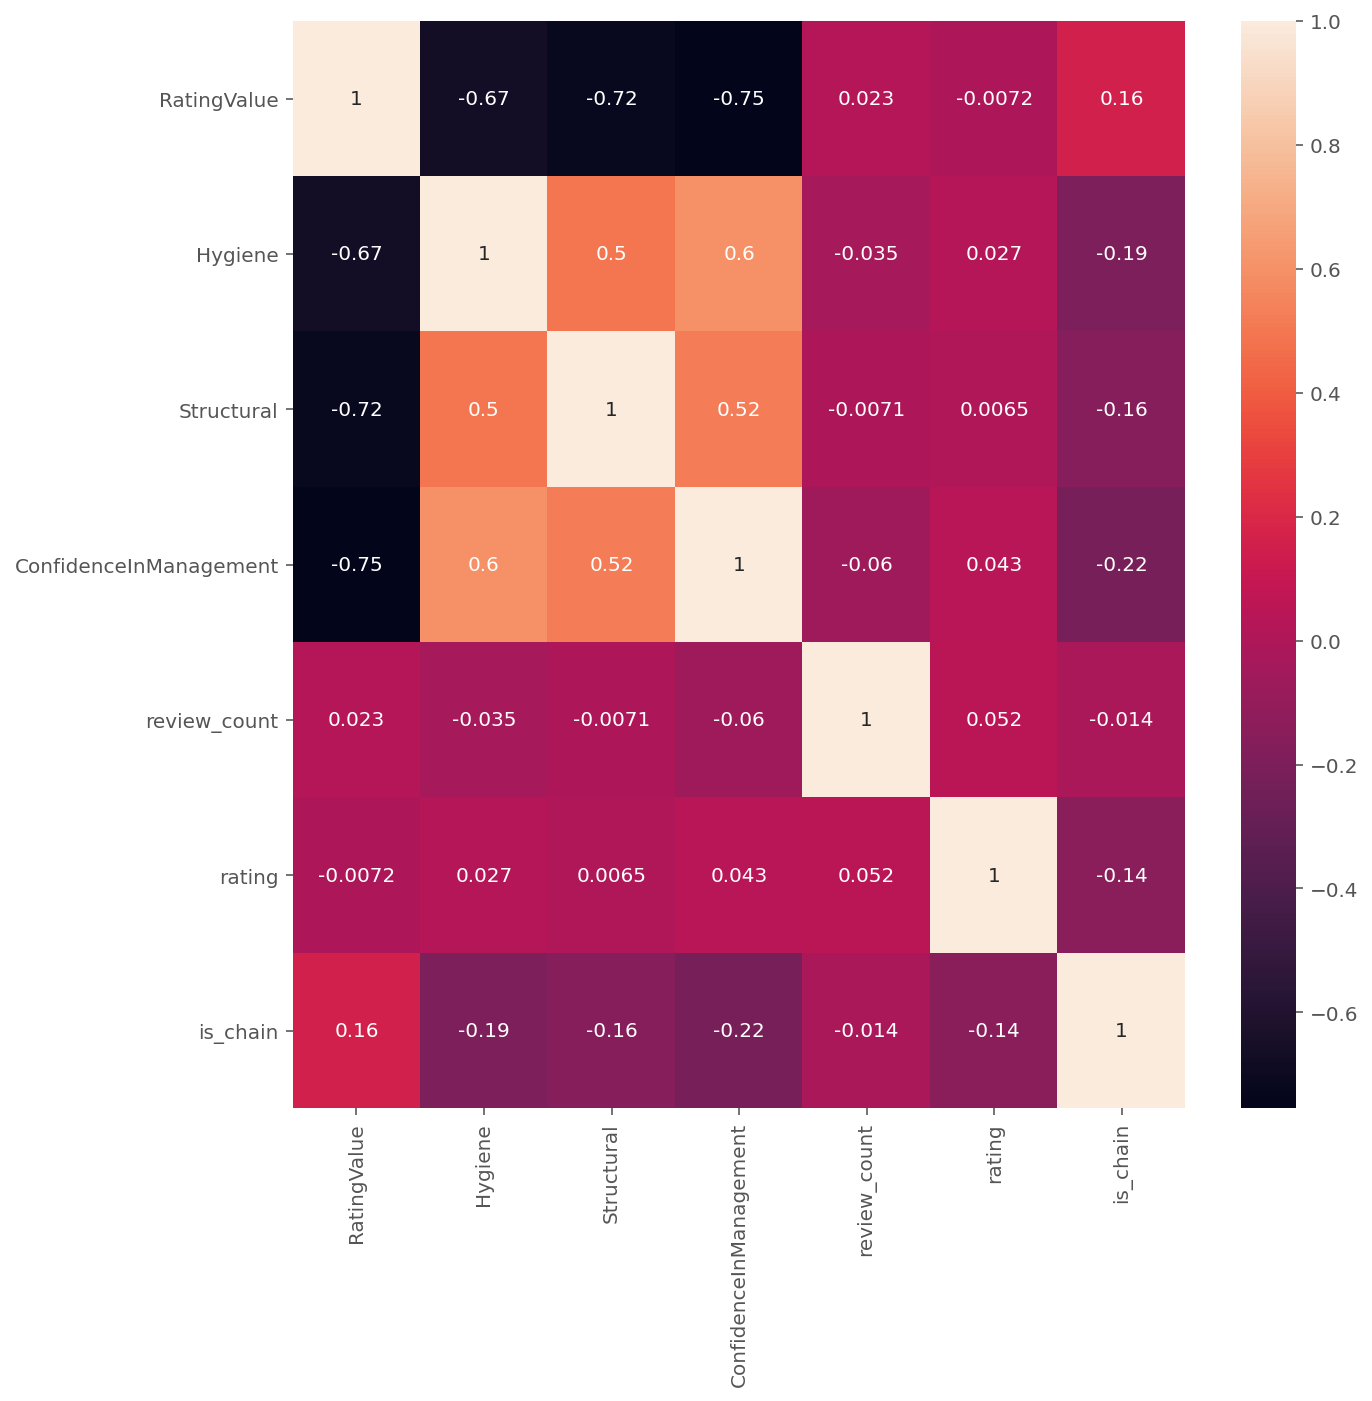 RatingValue 1 -0.67 -0.72 -0.75 0.023 -0.0072 0.16
Hygiene -0.67 1 0.5 0.6 -0.035 0.027 -0.19
Structural -0.72 0.5 1 0.52 -0.0071 0.0065 -0.16
ConfidenceInManagement -0.75 0.6 0.52 1 -0.06 0.043 -0.22
review_count 0.023 -0.035 -0.0071 -0.06 1 0.052 -0.014
rating -0.0072 0.027 0.0065 0.043 0.052 1 -0.14
is_chain 0.16 -0.19 -0.16 -0.22 -0.014 -0.14 1
RatingValue
Hygiene
Structural
ConfidenceInManagement
review_count
rating
is_chain
1.0
0.8
0.6
0.4
0.2
0.0
−0.2
−0.4
−0.6